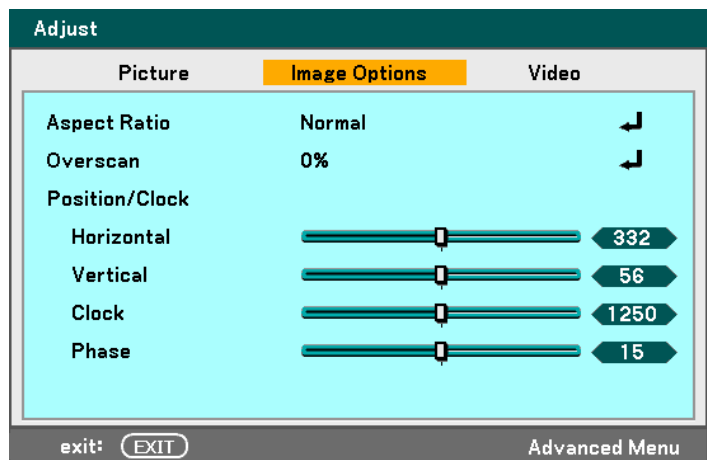 Adjust
Picture Image Options Video
Aspect Ratio Normal
Overscan 0%
Position/Clock
Horizontal 332
Vertical 56
Clock 1250
Phase 15
exit: EXIT Advanced Menu